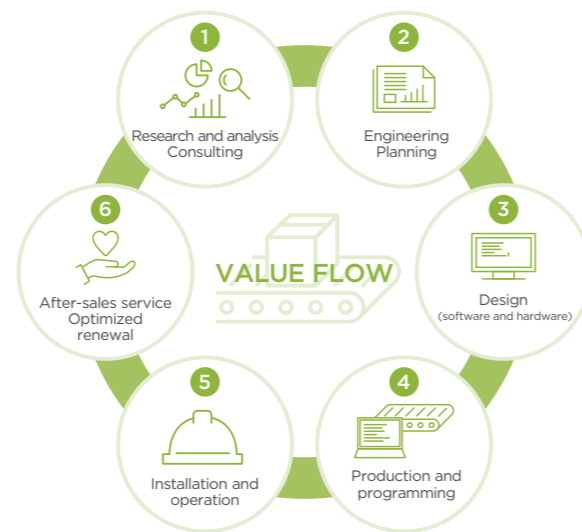 1
Research and analysis
Consulting
2
Engineering
Planning
3
Design
(software and hardware)
4
Production and
programming
5
Installation and
operation
6
After-sales service
Optimized
renewal
VALUE FLOW